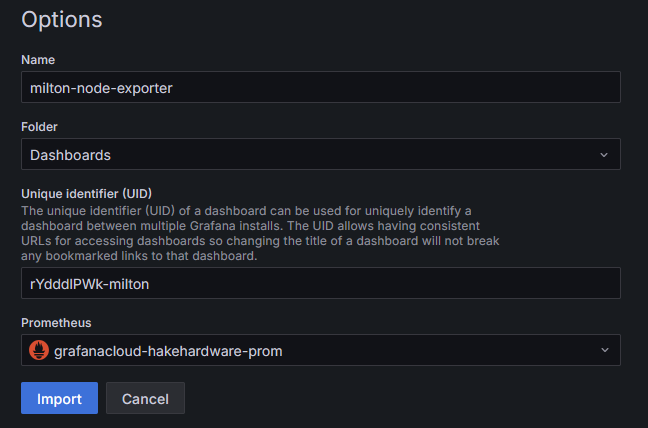 Options
Name
milton-node-exporter
Folder
Dashboards
Unique identifier (UID)
The unique identifier (UID) of a dashboard can be used for uniquely identify a
dashboard between multiple Grafana installs. The UID allows having consistent
URLs for accessing dashboards so changing the title of a dashboard will not break
any bookmarked links to that dashboard.
rYdddlPWk-milton
Prometheus
grafanacloud-hakehardware-prom
Import Cancel